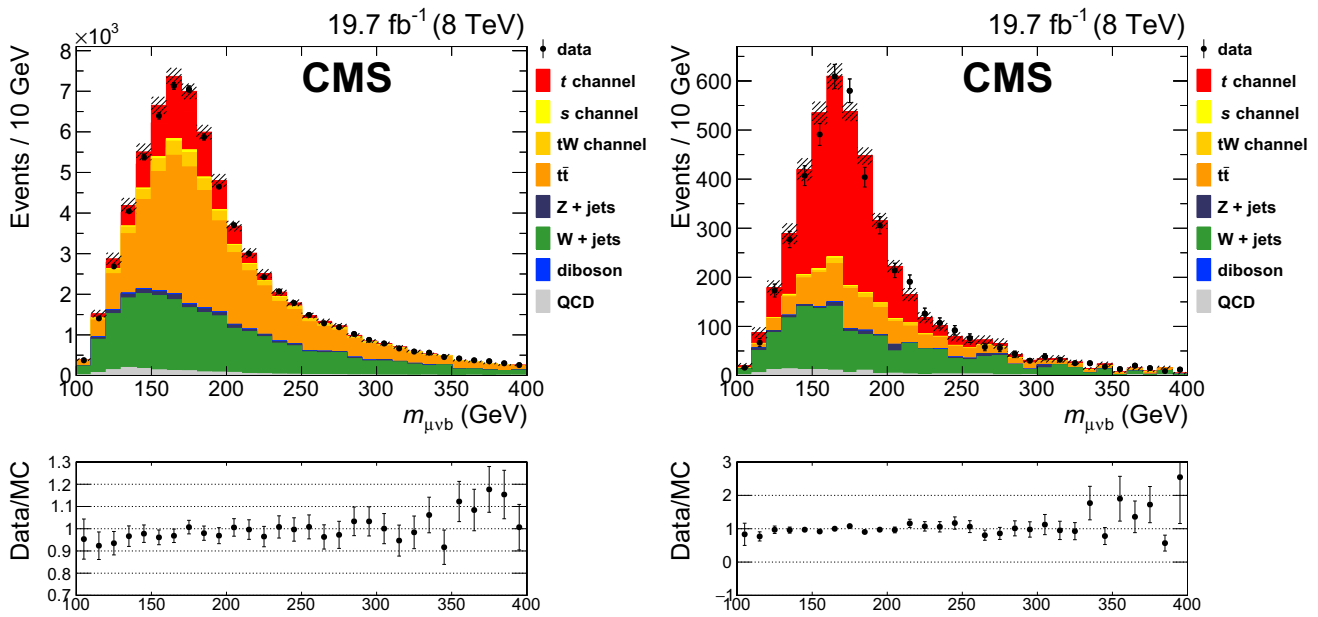 19.7 fb⁻¹ (8 TeV)
×10³
Events / 10 GeV
8
7
6
5
4
3
2
1
0
CMS
data
t channel
s channel
tW channel
tt̄
Z + jets
W + jets
diboson
QCD
100 150 200 250 300 350 400
m_μνb (GeV)
Data/MC
1.3
1.2
1.1
1
0.9
0.8
0.7
100 150 200 250 300 350 400
19.7 fb⁻¹ (8 TeV)
Events / 10 GeV
600
500
400
300
200
100
0
CMS
data
t channel
s channel
tW channel
tt̄
Z + jets
W + jets
diboson
QCD
100 150 200 250 300 350 400
m_μνb (GeV)
Data/MC
3
2
1
0
−1
100 150 200 250 300 350 400